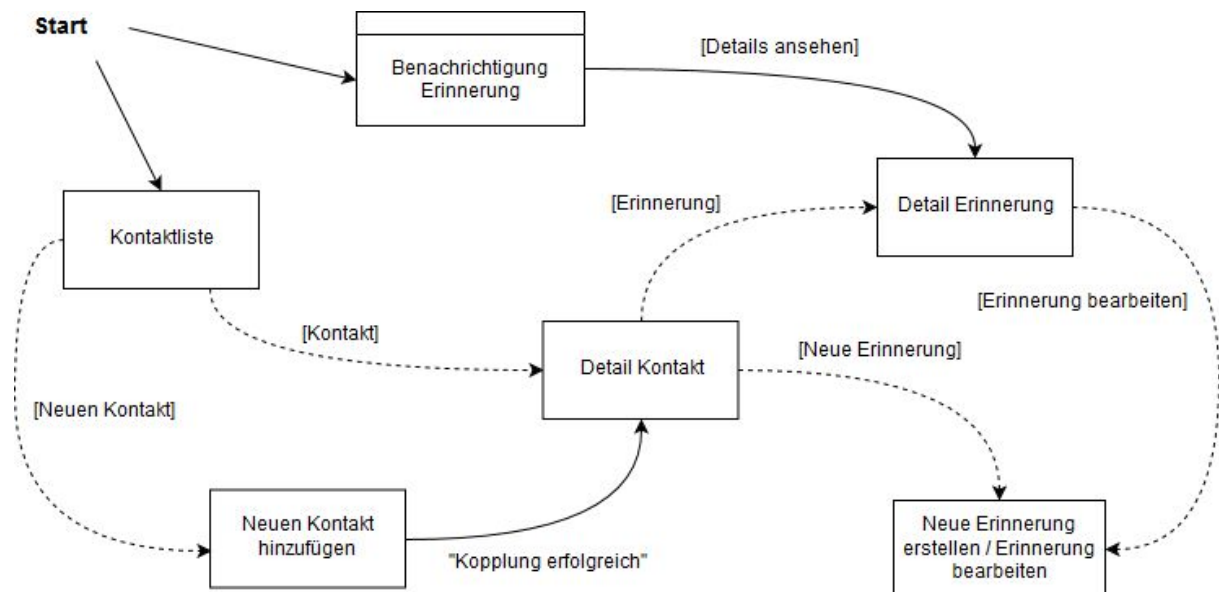 Start
Benachrichtigung
Erinnerung
[Details ansehen]
Detail Erinnerung
[Erinnerung]
Kontaktliste
[Erinnerung bearbeiten]
[Kontakt]
Detail Kontakt
[Neue Erinnerung]
[Neuen Kontakt]
Neuen Kontakt
hinzufügen
"Kopplung erfolgreich"
Neue Erinnerung
erstellen / Erinnerung
bearbeiten